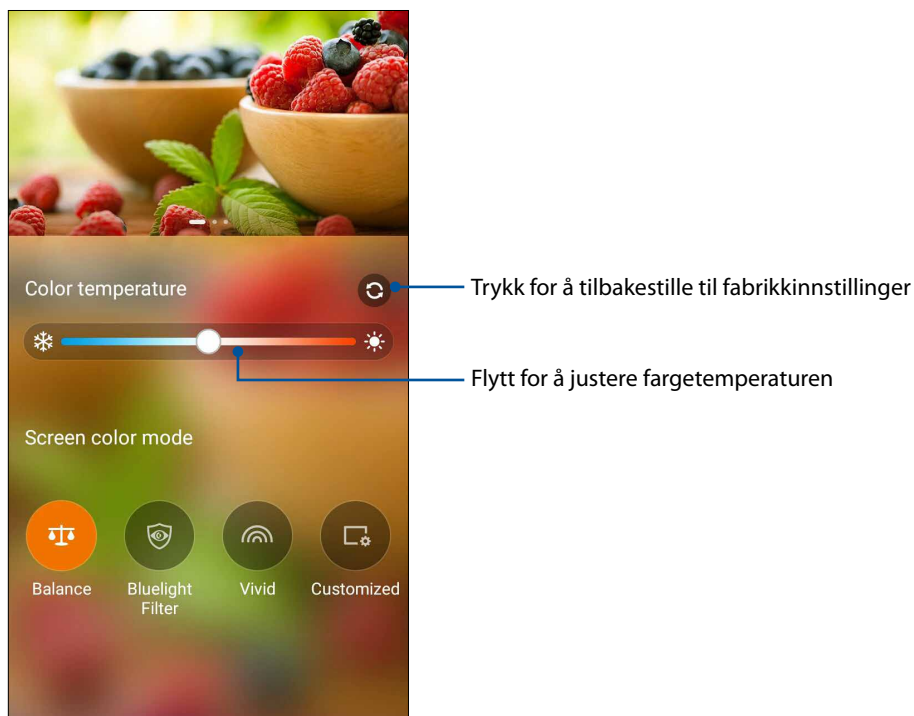 Color temperature
Trykk for å tilbakestille til fabrikkinnstillinger
Flytt for å justere fargetemperaturen
Screen color mode
Balance
Bluelight
Filter
Vivid
Customized